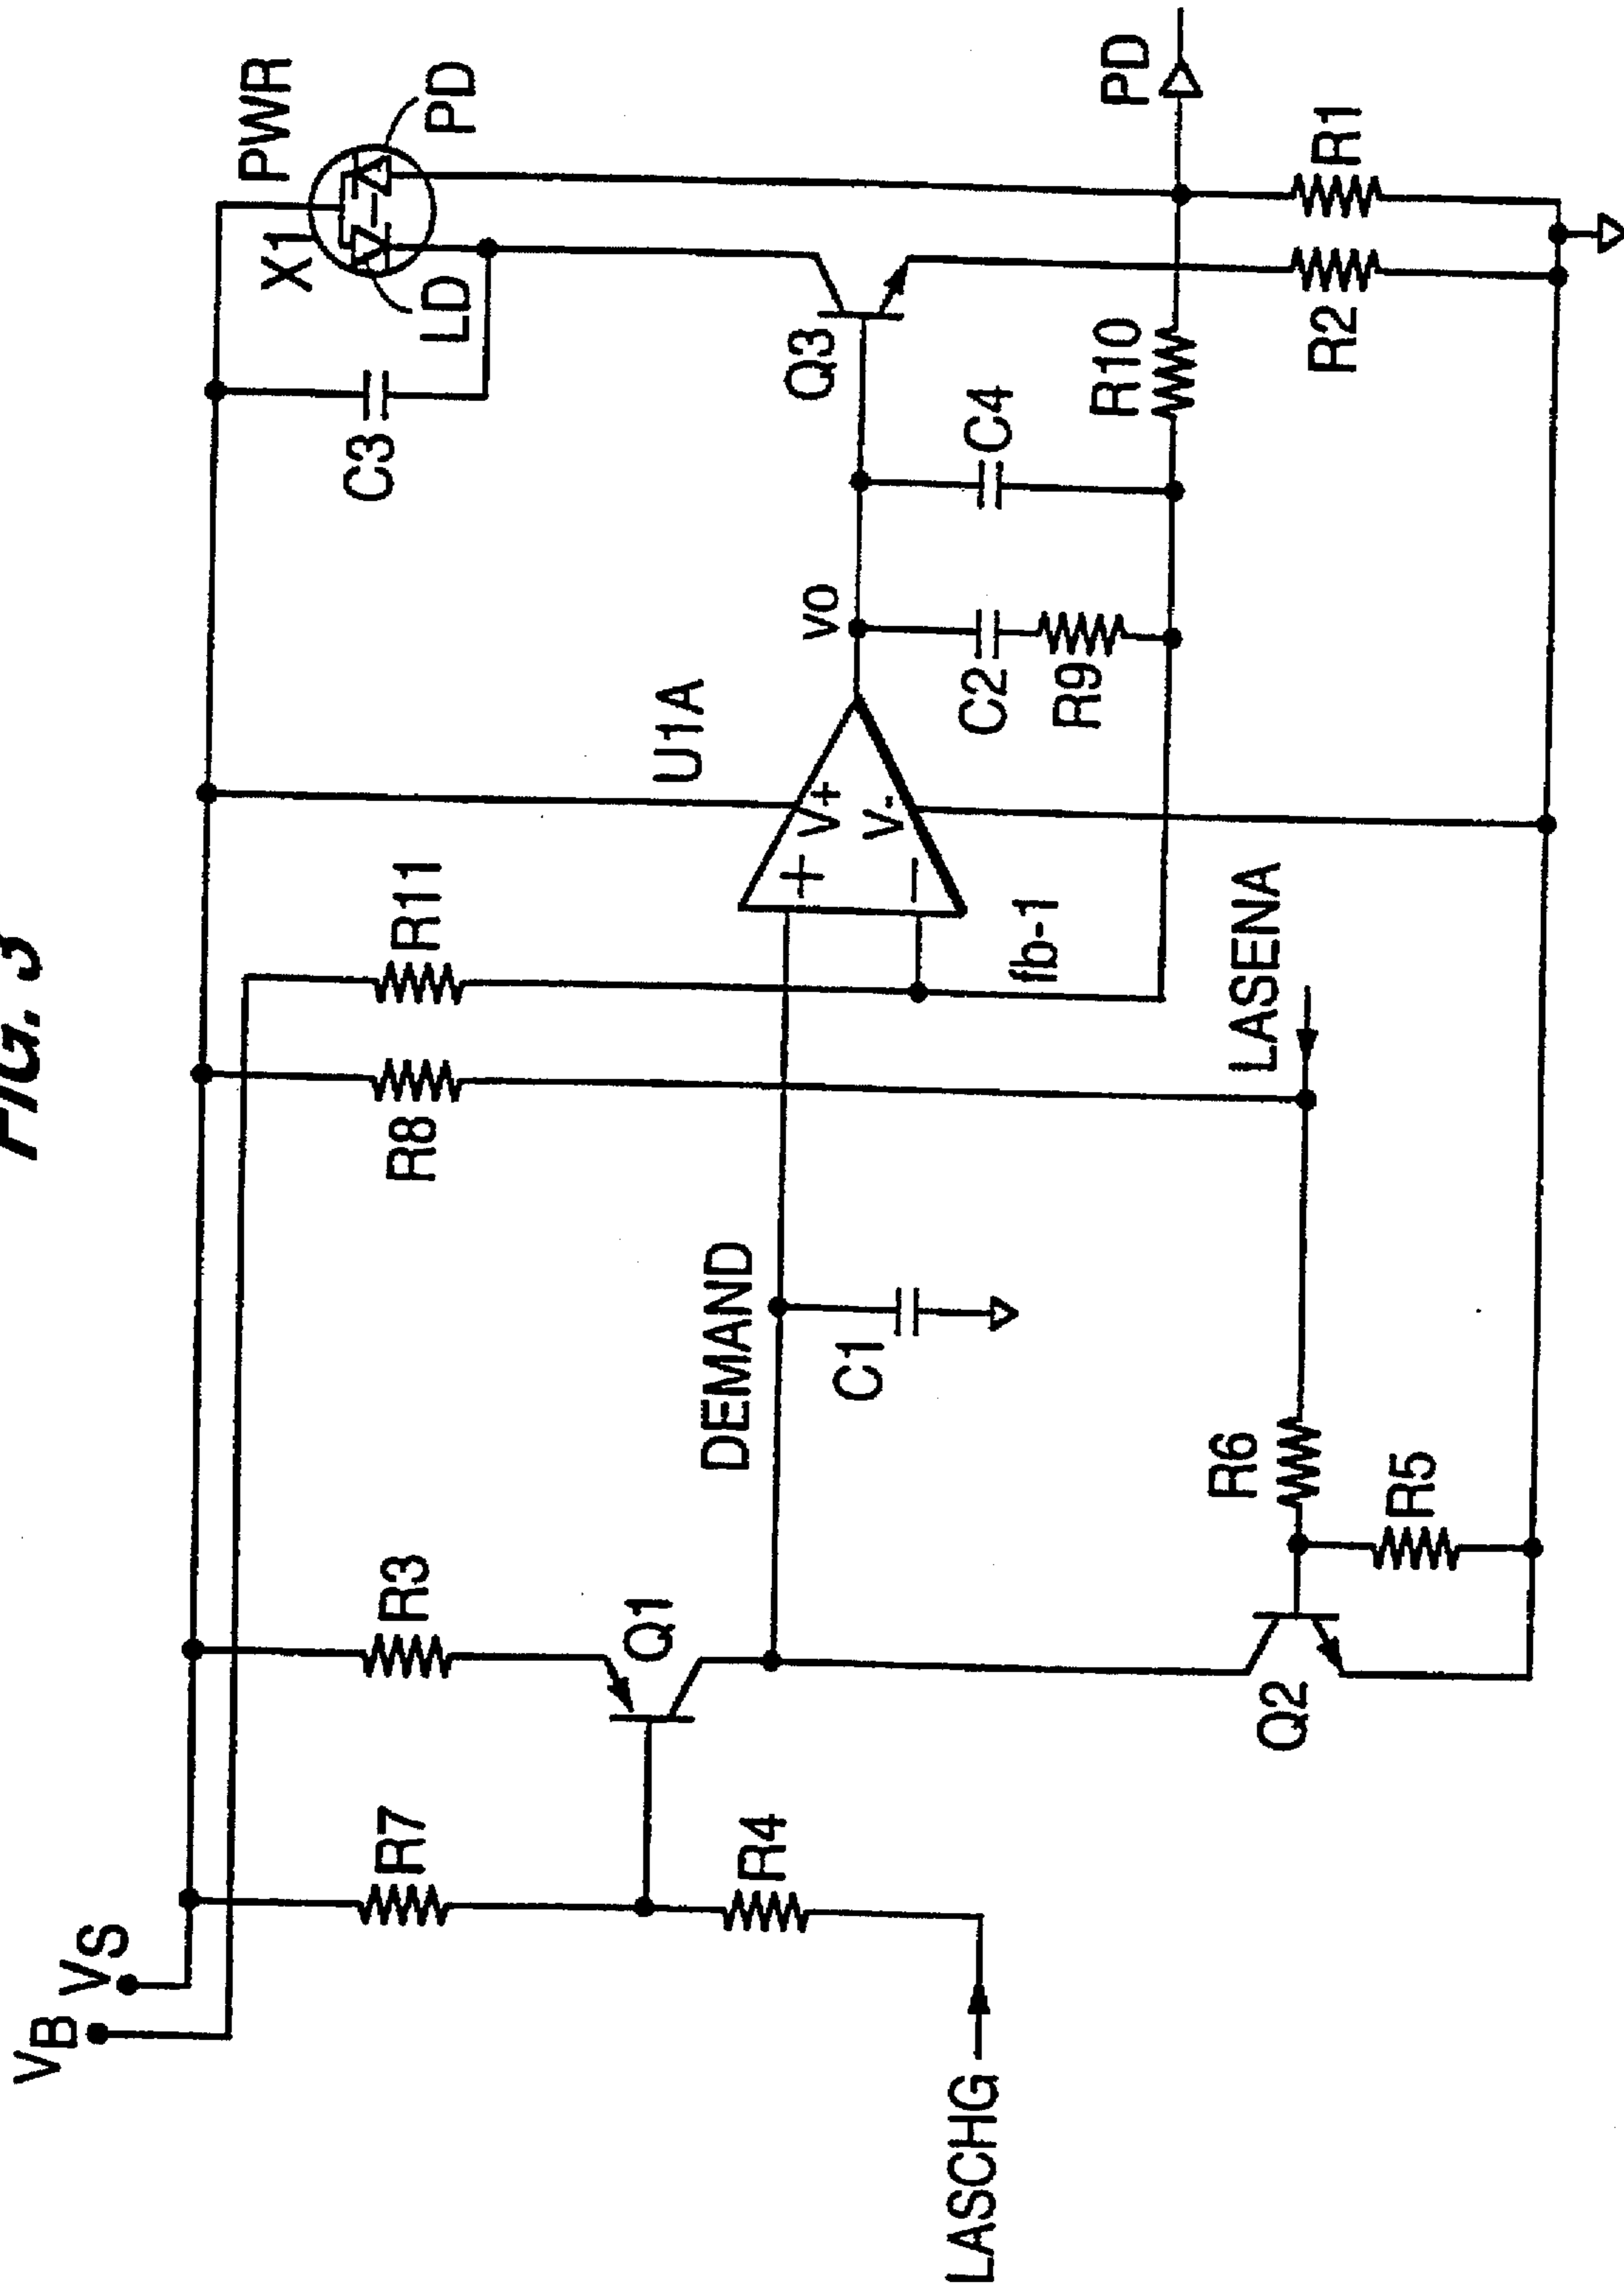 FIG. 3
VB
VS
PWR
X1
LD
PD
C3
R7
R3
R8
R11
U1A
Q1
R4
DEMAND
C1
+
V+
V-
−
vo
Q3
C4
C2
R9
R10
PD
fb-1
LASCHG
LASENA
Q2
R6
R5
R2
R1